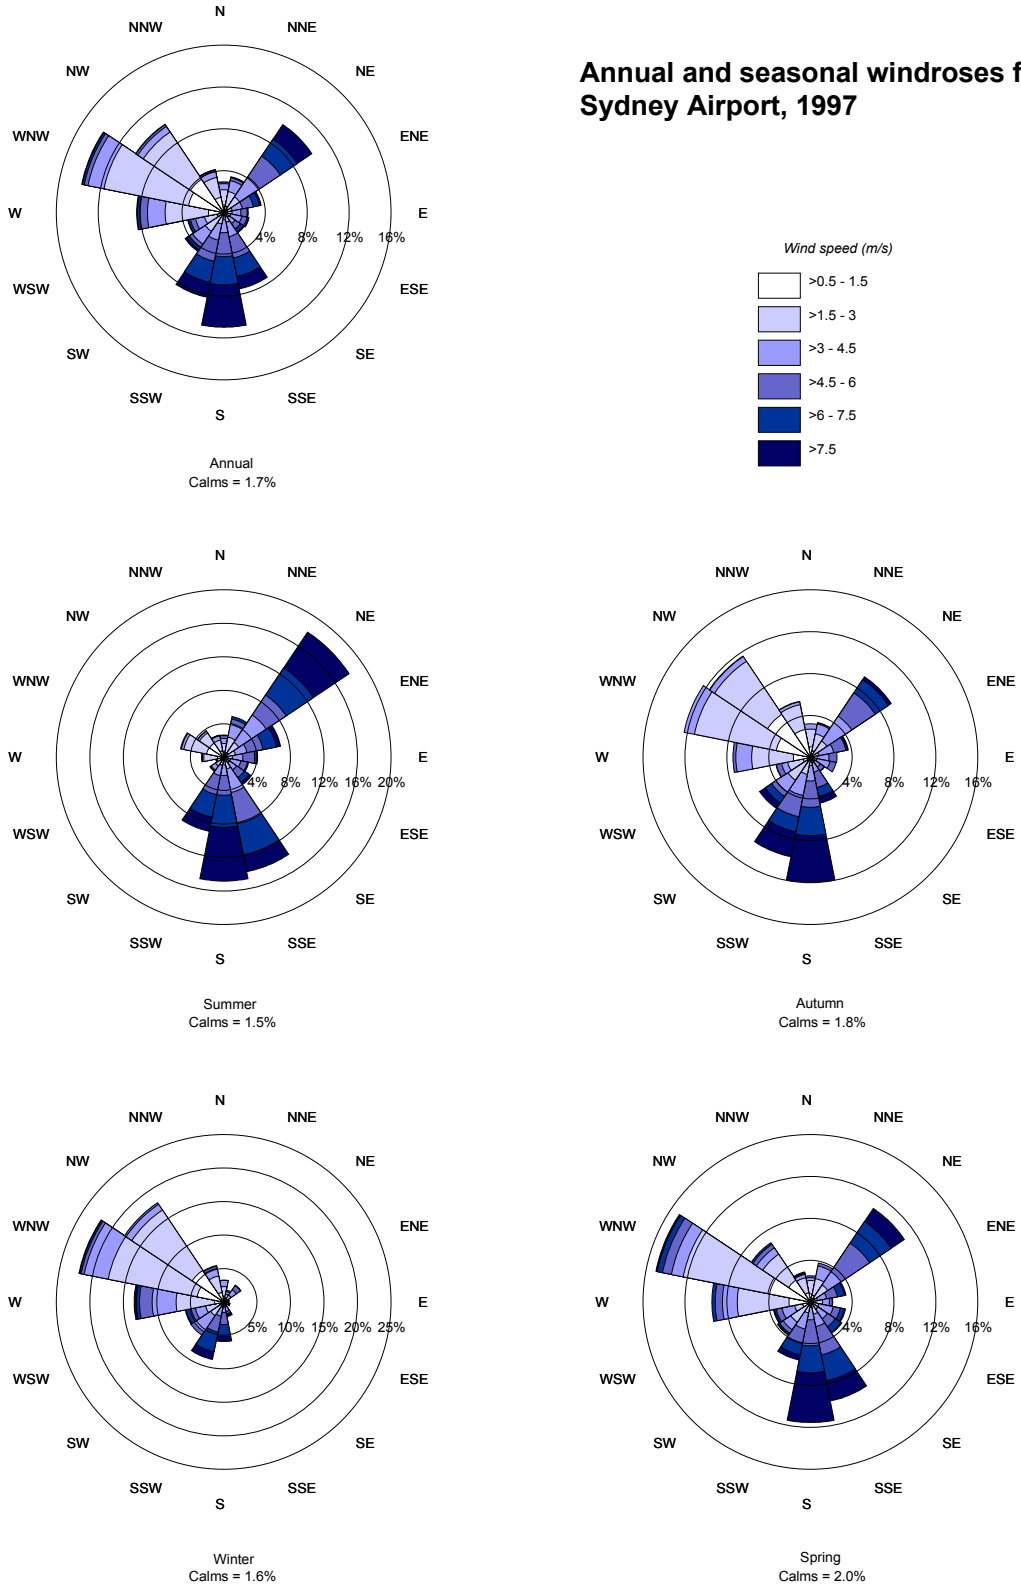 Annual and seasonal windroses f
Sydney Airport, 1997
N
NNW
NNE
NW
NE
WNW
ENE
W
E
4%
8%
12%
16%
WSW
ESE
SW
SE
SSW
SSE
S
Annual
Calms = 1.7%
Wind speed (m/s)
>0.5 - 1.5
>1.5 - 3
>3 - 4.5
>4.5 - 6
>6 - 7.5
>7.5
N
NNW
NNE
NW
NE
WNW
ENE
W
E
4%
8%
12%
16%
20%
WSW
ESE
SW
SE
SSW
SSE
S
Summer
Calms = 1.5%
N
NNW
NNE
NW
NE
WNW
ENE
W
E
4%
8%
12%
16%
WSW
ESE
SW
SE
SSW
SSE
S
Autumn
Calms = 1.8%
N
NNW
NNE
NW
NE
WNW
ENE
W
E
5%
10%
15%
20%
25%
WSW
ESE
SW
SE
SSW
SSE
S
Winter
Calms = 1.6%
N
NNW
NNE
NW
NE
WNW
ENE
W
E
4%
8%
12%
16%
WSW
ESE
SW
SE
SSW
SSE
S
Spring
Calms = 2.0%